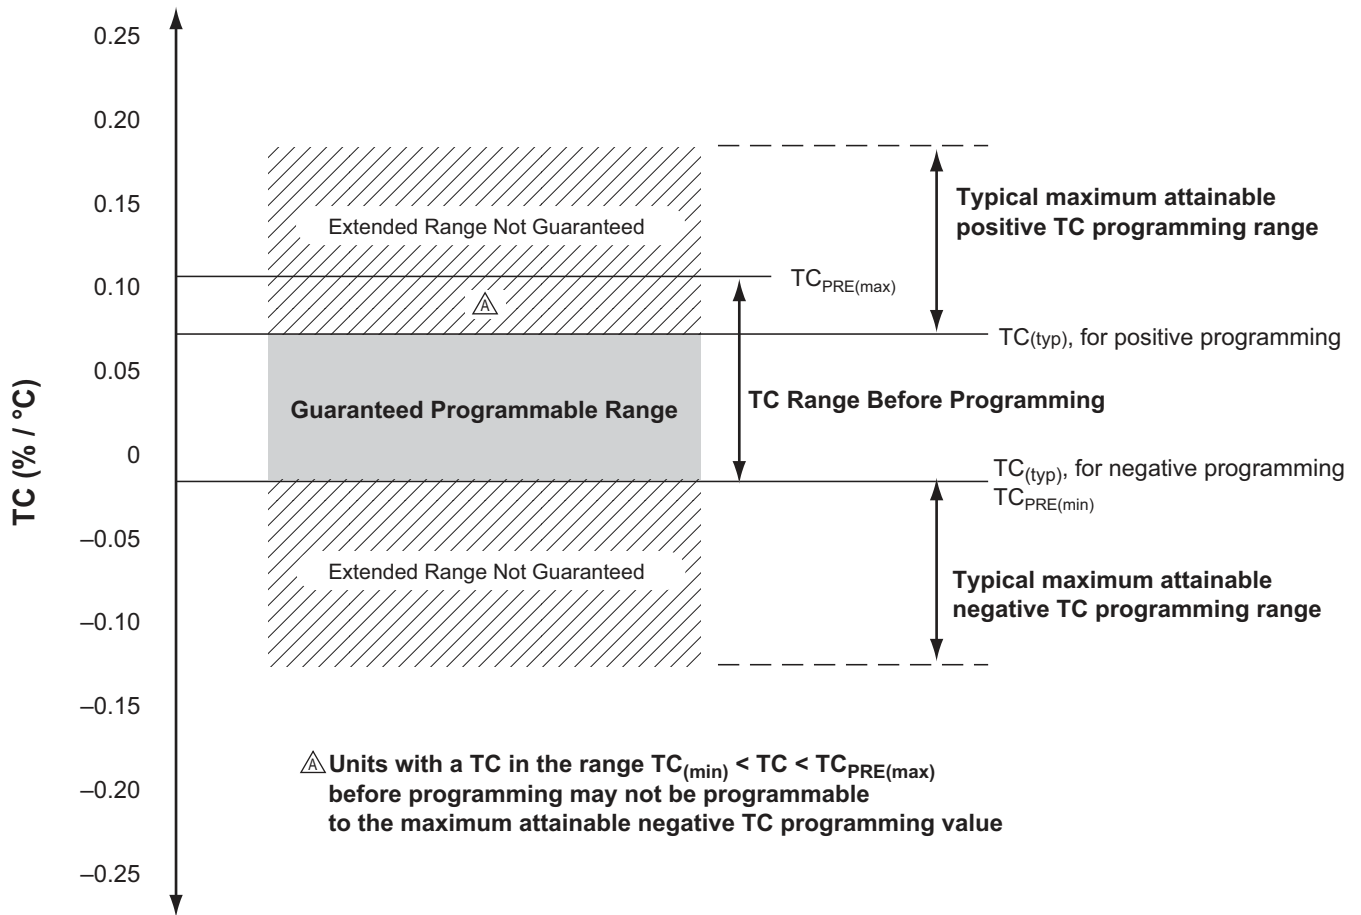 0.25
0.20
0.15
0.10
0.05
0
–0.05
–0.10
–0.15
–0.20
–0.25
TC (% / °C)
Extended Range Not Guaranteed
A
Guaranteed Programmable Range
Extended Range Not Guaranteed
Typical maximum attainable
positive TC programming range
TCPRE(max)
TC(typ), for positive programming
TC Range Before Programming
TC(typ), for negative programming
TCPRE(min)
Typical maximum attainable
negative TC programming range
A Units with a TC in the range TC(min) < TC < TCPRE(max)
before programming may not be programmable
to the maximum attainable negative TC programming value